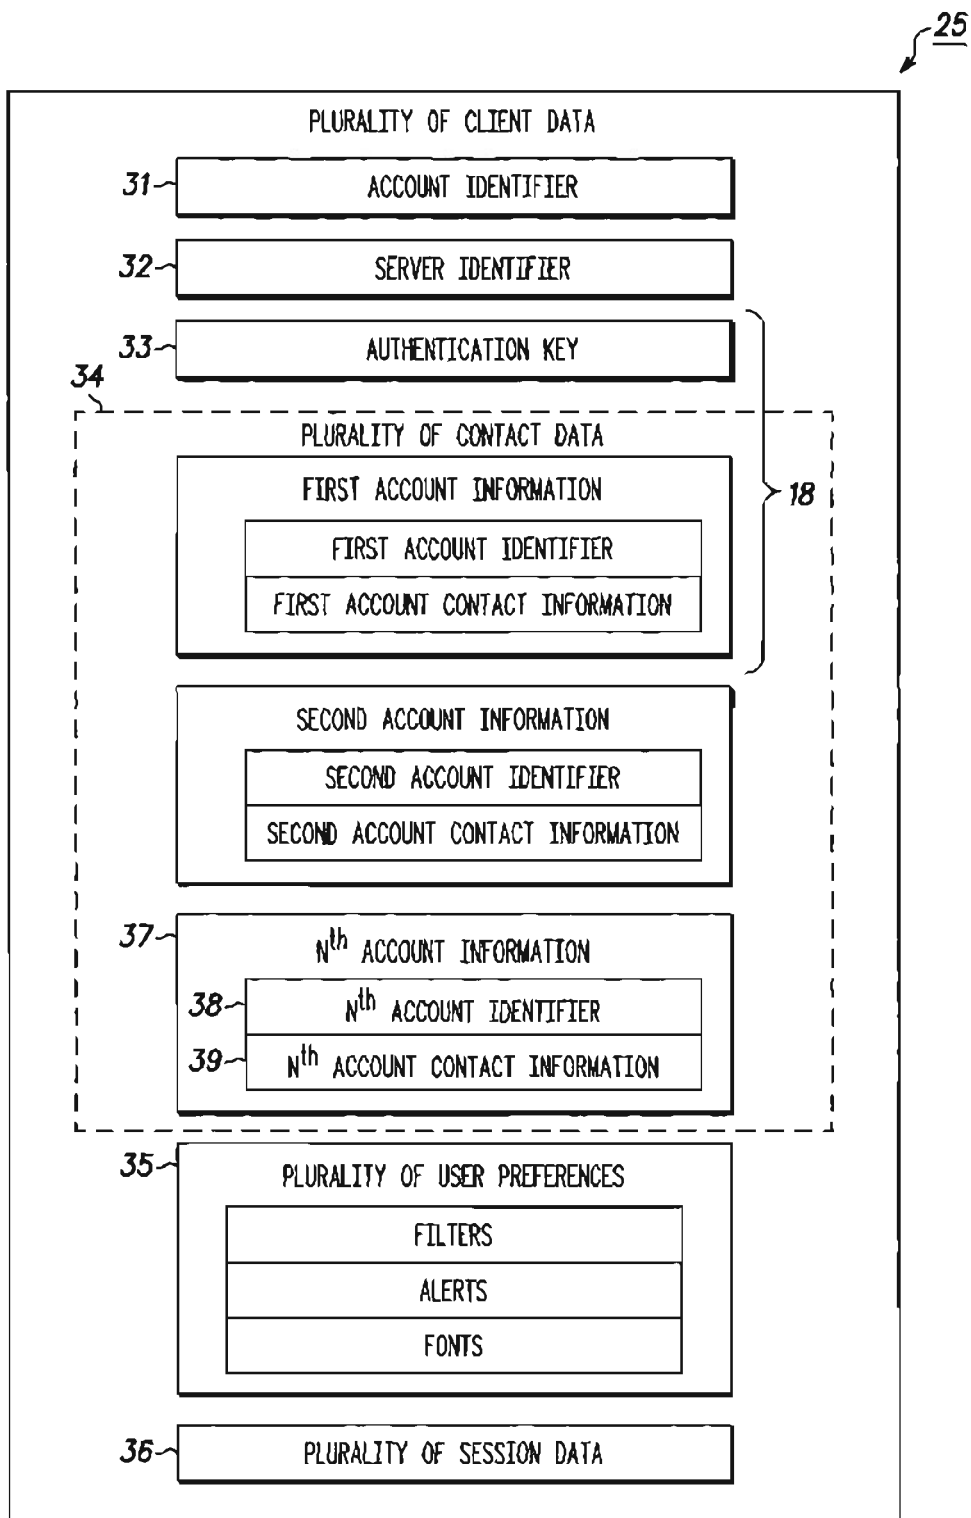 25
PLURALITY OF CLIENT DATA
31
ACCOUNT IDENTIFIER
32
SERVER IDENTIFIER
33
AUTHENTICATION KEY
34
PLURALITY OF CONTACT DATA
FIRST ACCOUNT INFORMATION
18
FIRST ACCOUNT IDENTIFIER
FIRST ACCOUNT CONTACT INFORMATION
SECOND ACCOUNT INFORMATION
SECOND ACCOUNT IDENTIFIER
SECOND ACCOUNT CONTACT INFORMATION
37
Nth ACCOUNT INFORMATION
38
Nth ACCOUNT IDENTIFIER
39
Nth ACCOUNT CONTACT INFORMATION
35
PLURALITY OF USER PREFERENCES
FILTERS
ALERTS
FONTS
36
PLURALITY OF SESSION DATA